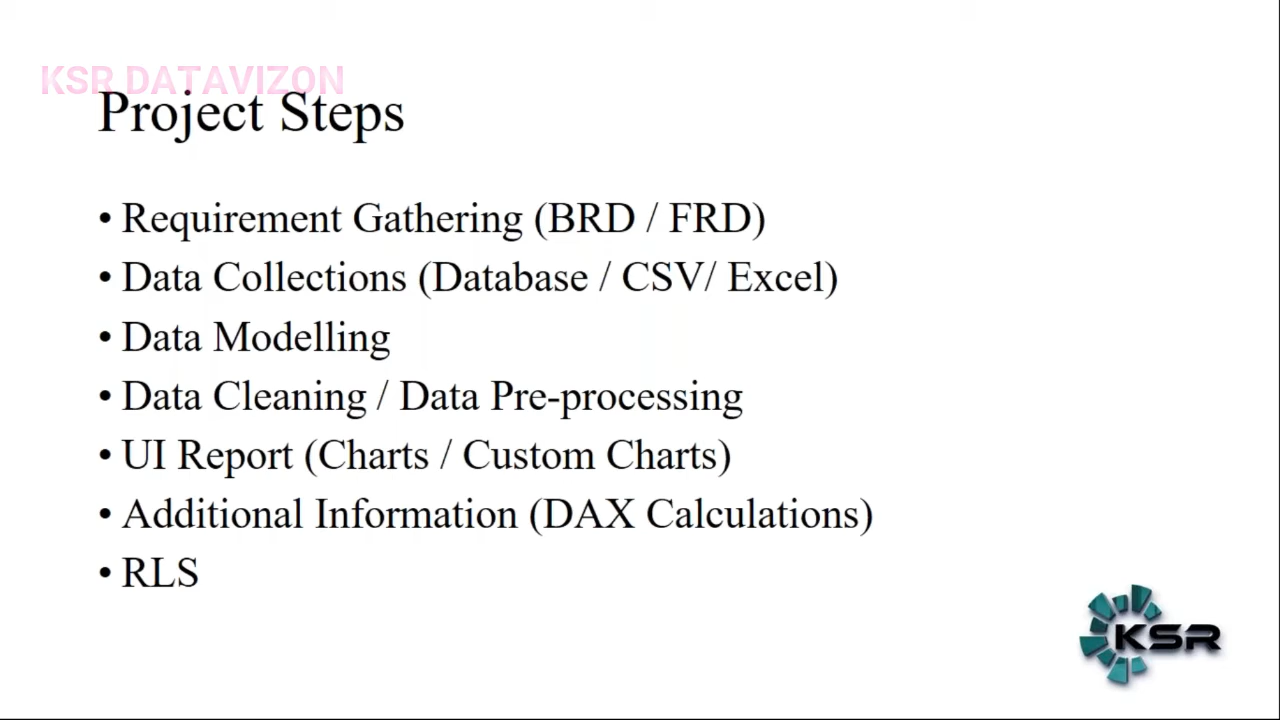 KSR DATAVIZON
Project Steps
• Requirement Gathering (BRD / FRD)
• Data Collections (Database / CSV/ Excel)
• Data Modelling
• Data Cleaning / Data Pre-processing
• UI Report (Charts / Custom Charts)
• Additional Information (DAX Calculations)
• RLS
KSR